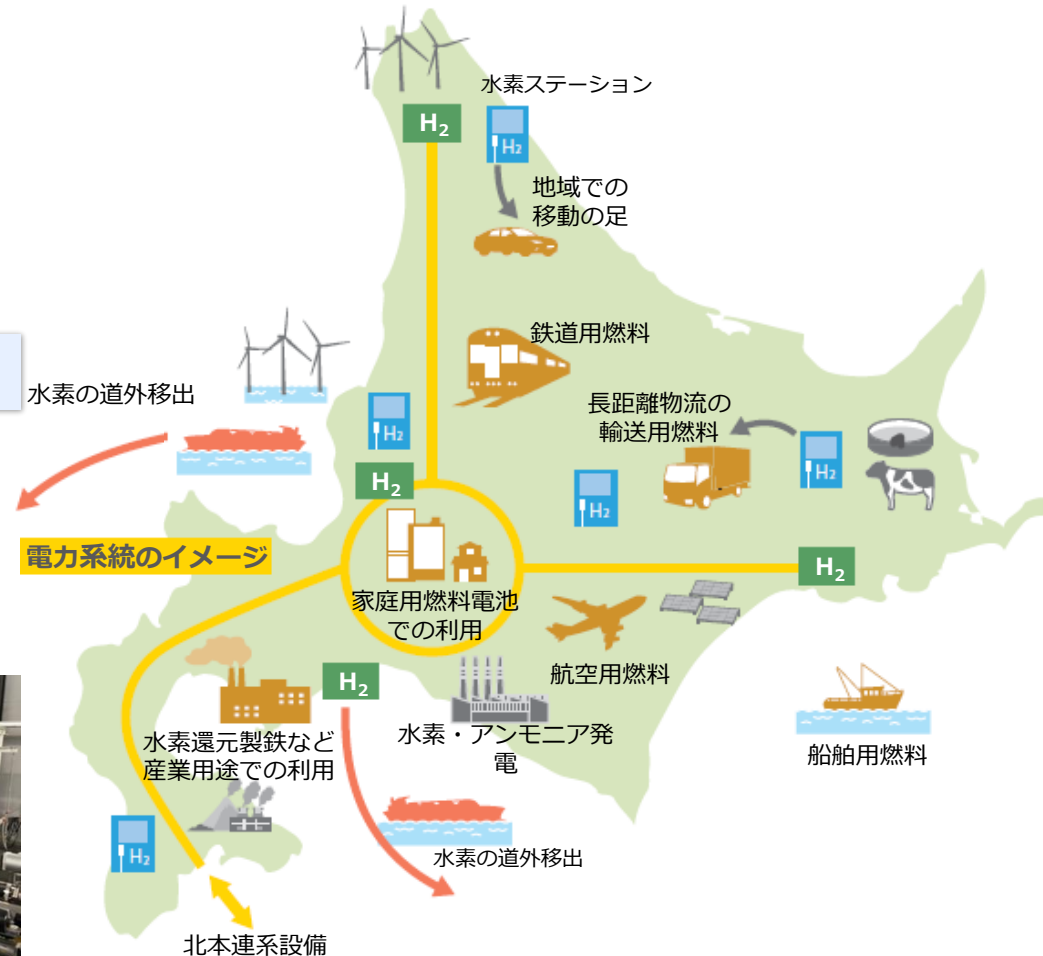 水素ステーション
H₂
H₂
地域での
移動の足
鉄道用燃料
水素の道外移出
長距離物流の
輸送用燃料
H₂
H₂
H₂
H₂
電力系統のイメージ
H₂
家庭用燃料電池
での利用
航空用燃料
H₂
水素・アンモニア発
電
船舶用燃料
水素還元製鉄など
産業用途での利用
H₂
水素の道外移出
北本連系設備